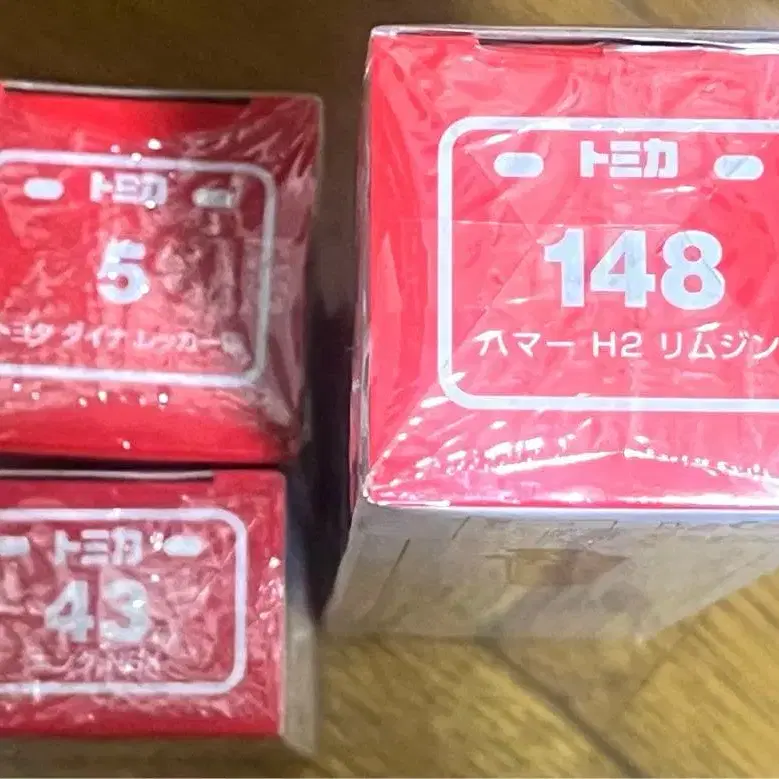 トミカ
5
トヨタ ダイナ レッカー車
トミカ
148
ハマー H2 リムジン
トミカ
43